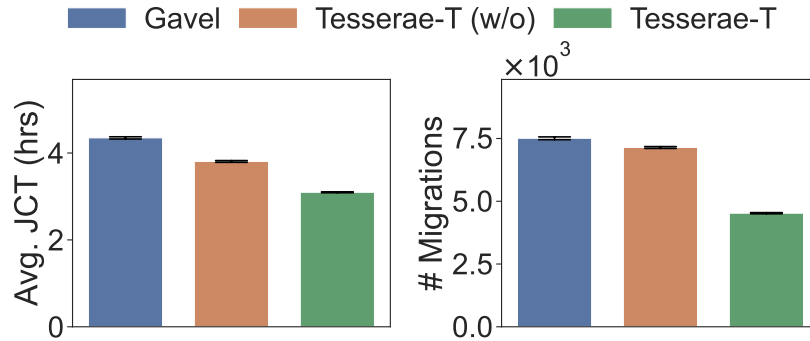 Gavel Tesserae-T (w/o) Tesserae-T
Avg. JCT (hrs)
4
2
0
×10³
# Migrations
7.5
5.0
2.5
0.0